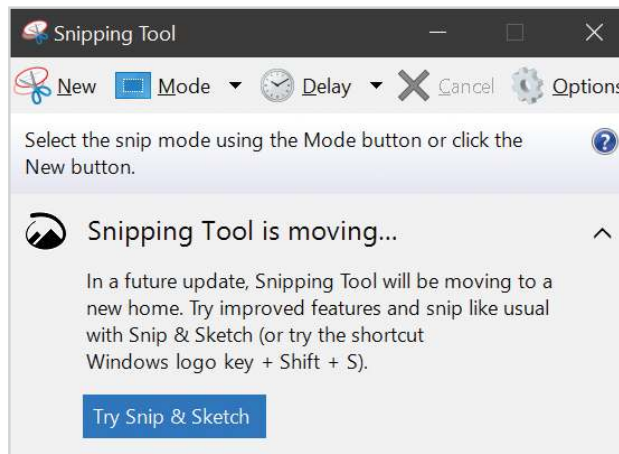 Snipping Tool
New Mode Delay Cancel Options
Select the snip mode using the Mode button or click the
New button.
Snipping Tool is moving...
In a future update, Snipping Tool will be moving to a
new home. Try improved features and snip like usual
with Snip & Sketch (or try the shortcut
Windows logo key + Shift + S).
Try Snip & Sketch